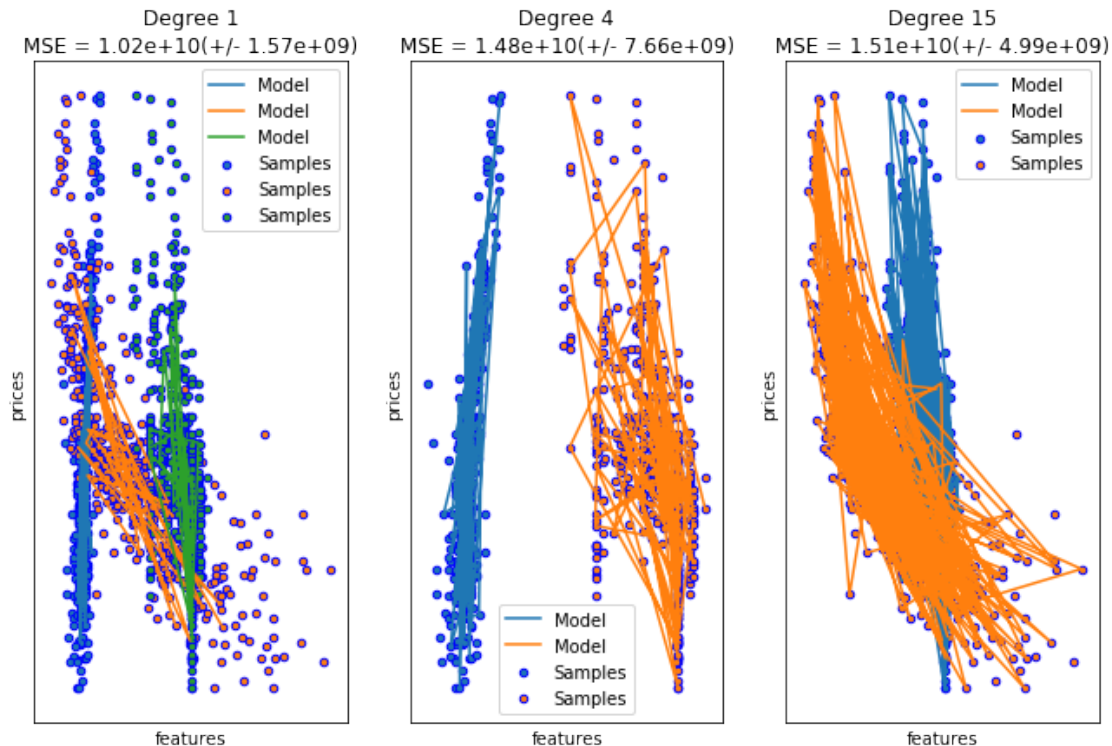 Degree 1
MSE = 1.02e+10(+/- 1.57e+09)
Model
Model
Model
Samples
Samples
Samples
prices
features
Degree 4
MSE = 1.48e+10(+/- 7.66e+09)
Model
Model
Samples
Samples
prices
features
Degree 15
MSE = 1.51e+10(+/- 4.99e+09)
Model
Model
Samples
Samples
prices
features